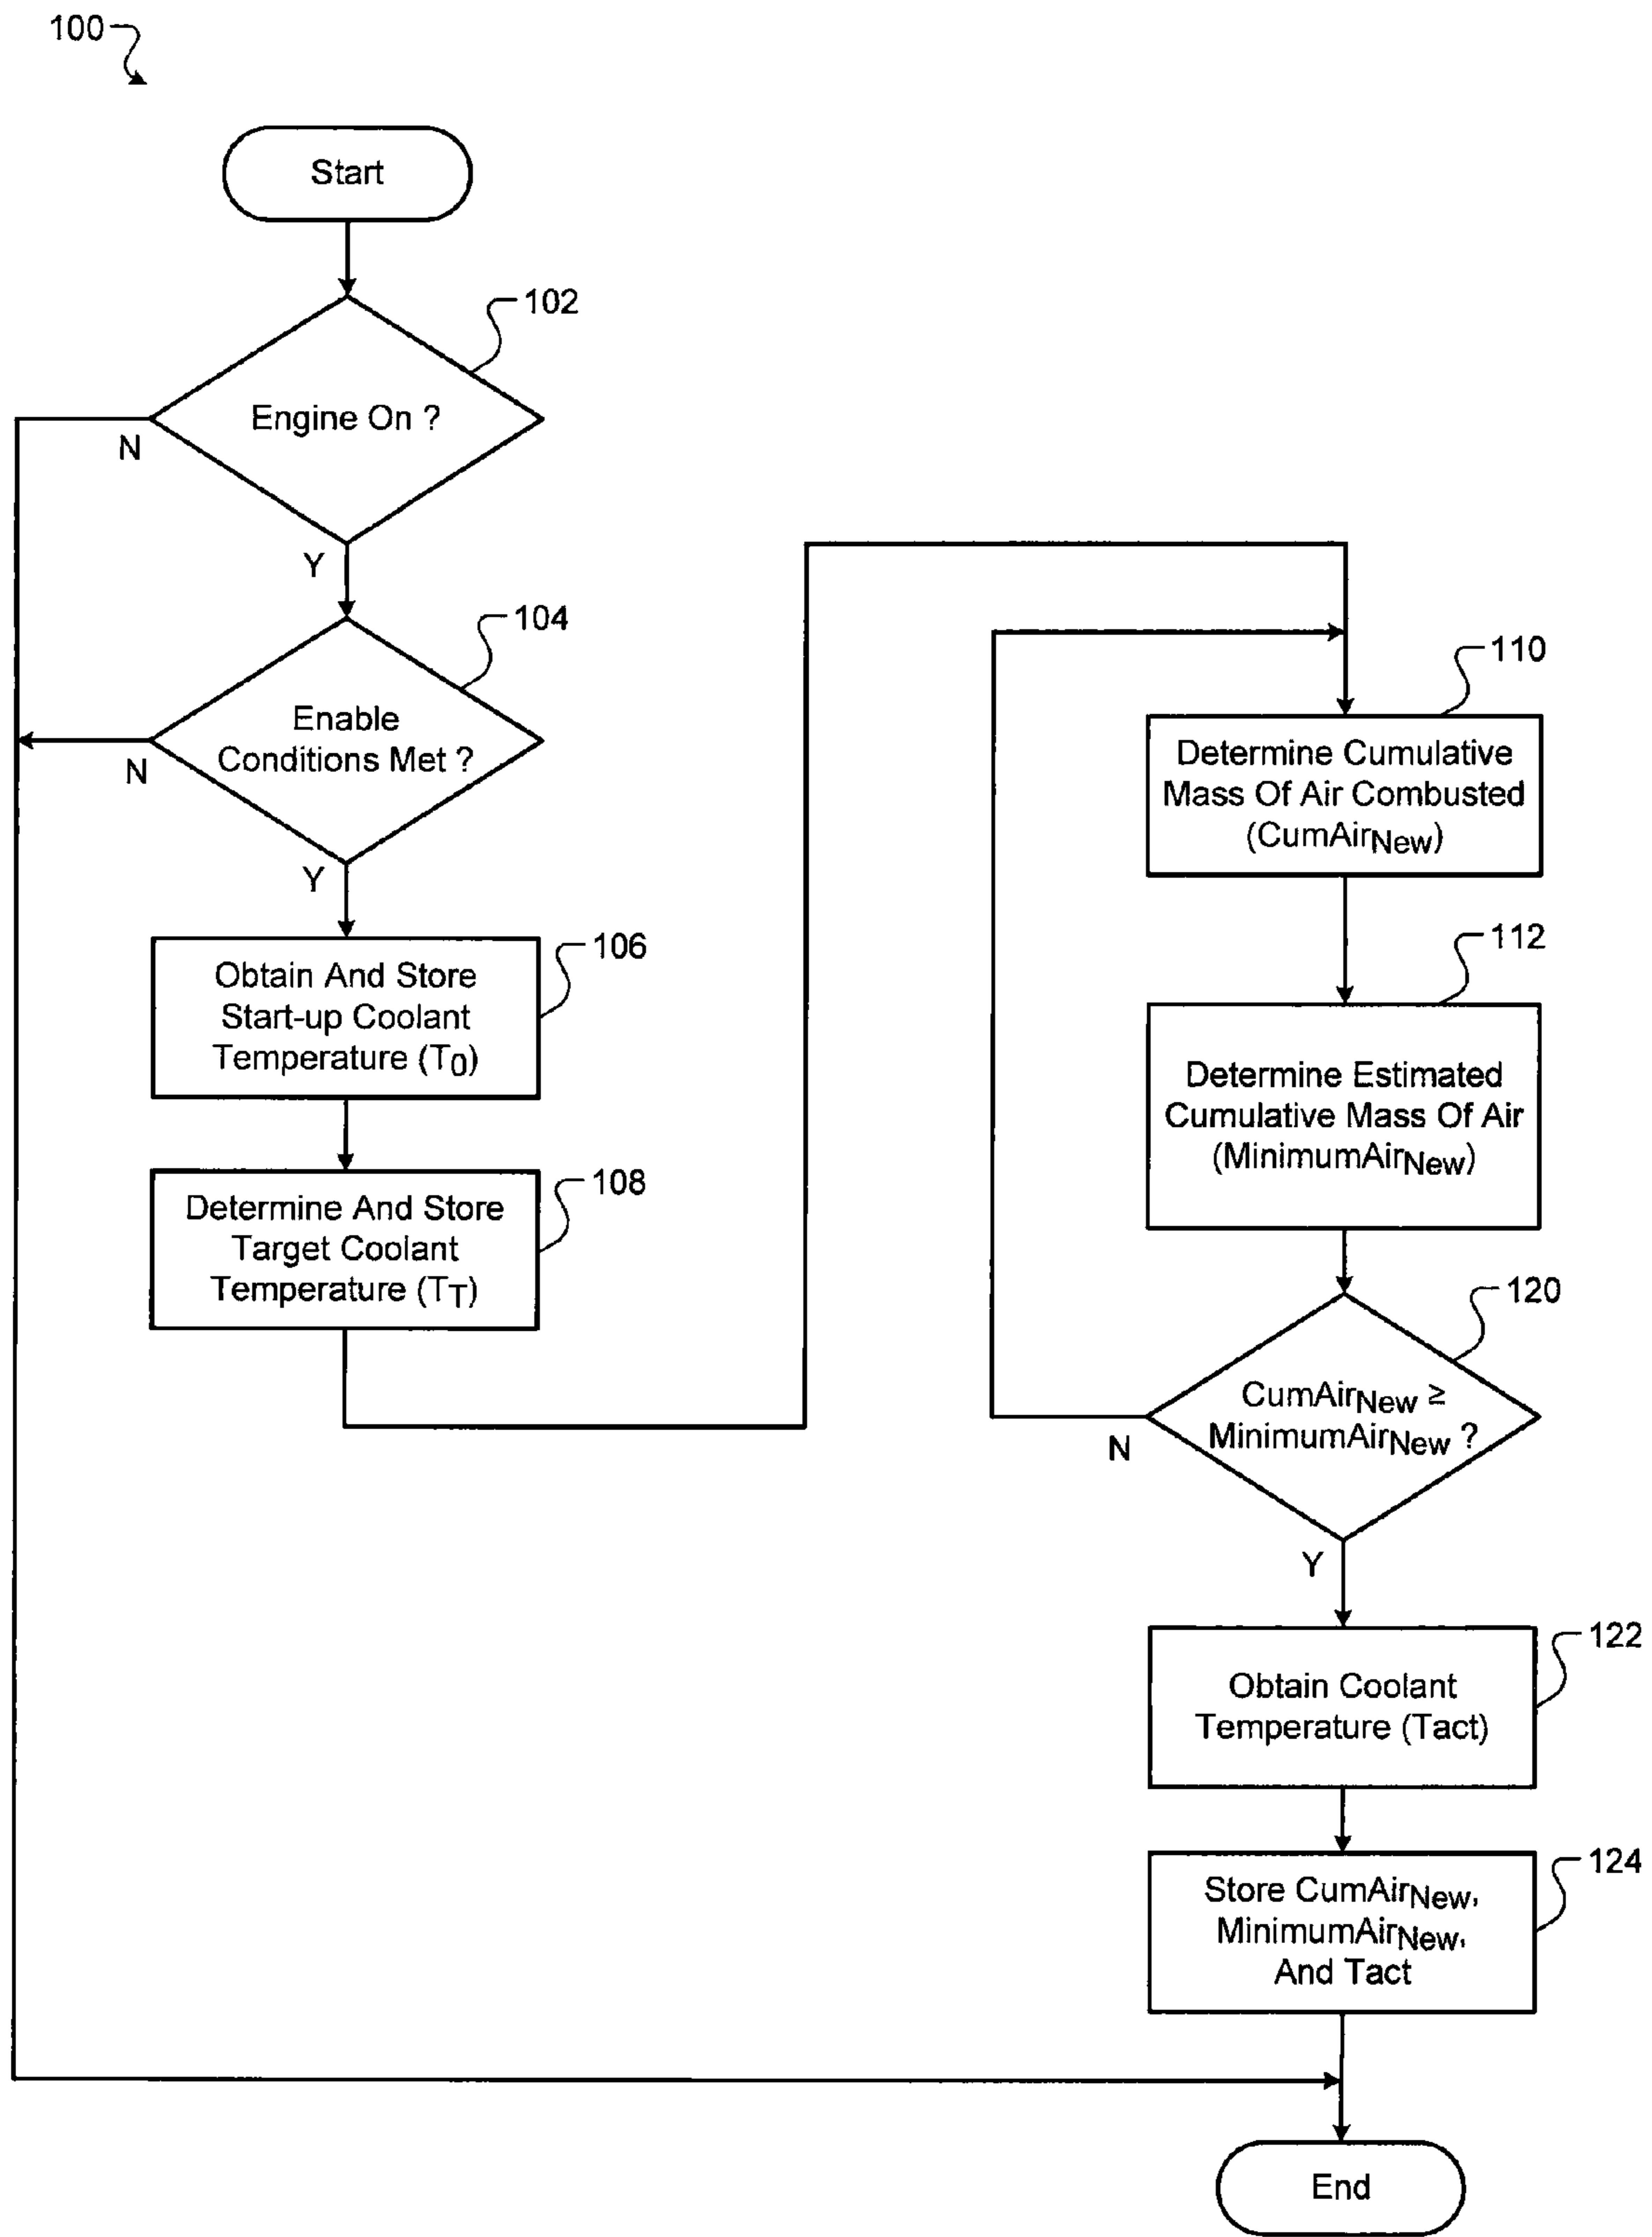 100
Start
102
Engine On ?
N
Y
104
Enable
Conditions Met ?
N
Y
106
Obtain And Store
Start-up Coolant
Temperature (T0)
108
Determine And Store
Target Coolant
Temperature (TT)
110
Determine Cumulative
Mass Of Air Combusted
(CumAirNew)
112
Determine Estimated
Cumulative Mass Of Air
(MinimumAirNew)
120
CumAirNew ≥
MinimumAirNew ?
N
Y
122
Obtain Coolant
Temperature (Tact)
124
Store CumAirNew,
MinimumAirNew,
And Tact
End